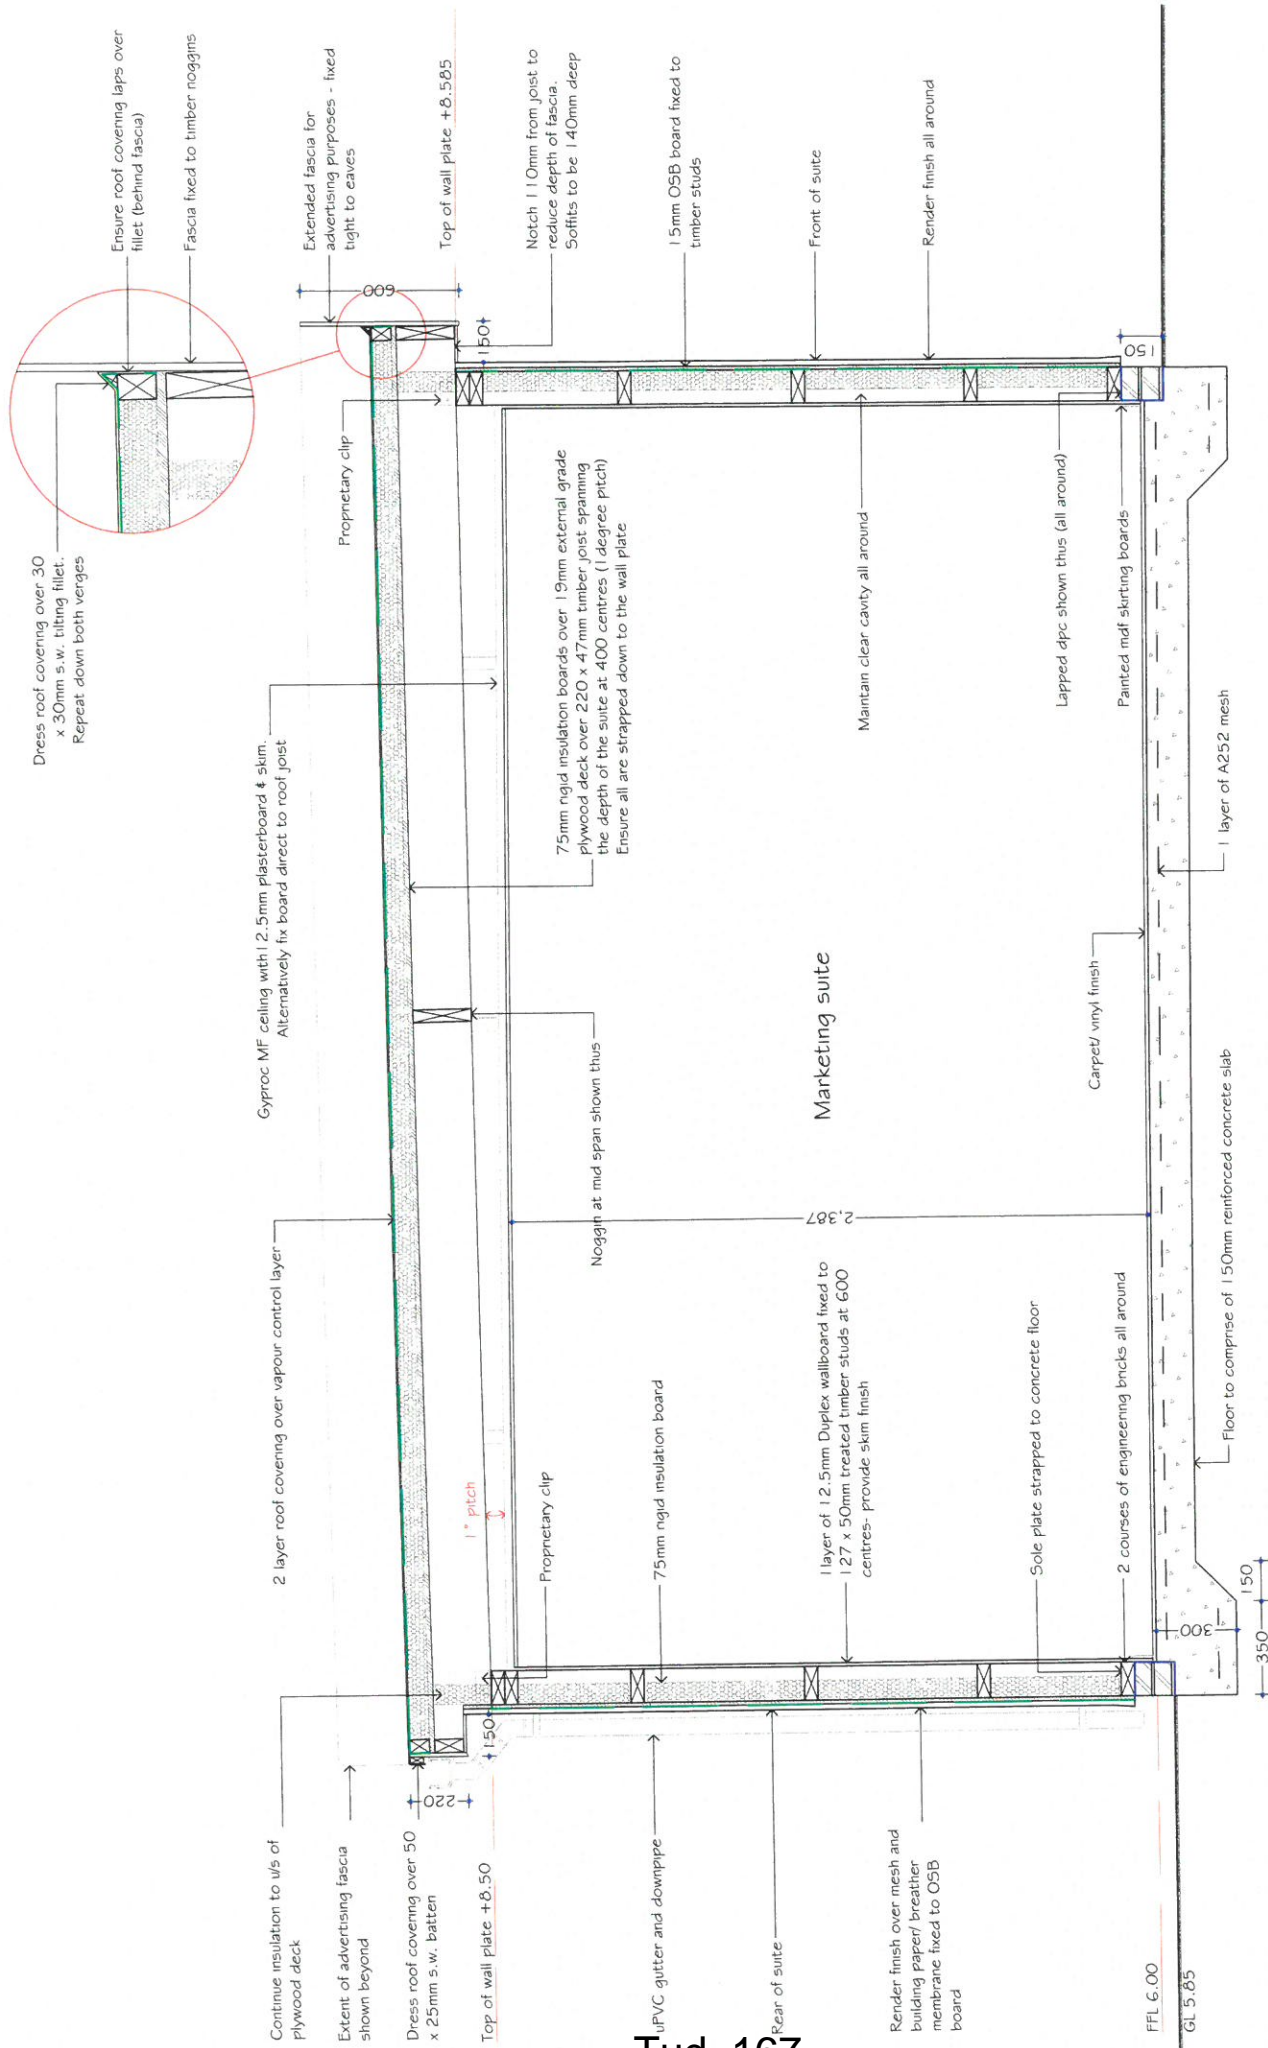 Dress roof covering over 30
x 30mm s.w. tilting fillet.
Repeat down both verges
Ensure roof covering laps over
fillet (behind fascia)
Fascia fixed to timber noggins
Gyproc MF ceiling with 12.5mm plasterboard & skim.
Alternatively fix board direct to roof joist
Proprietary clip
Extended fascia for
advertising purposes - fixed
tight to eaves
600
Top of wall plate +8.585
2 layer roof covering over vapour control layer
Continue insulation to u/s of
plywood deck
Extent of advertising fascia
shown beyond
Dress roof covering over 50
x 25mm s.w. batten
220
Top of wall plate +8.50
150
1° pitch
Proprietary clip
Noggin at mid span shown thus
75mm rigid insulation boards over 19mm external grade
plywood deck over 220 x 47mm timber joist spanning
the depth of the suite at 400 centres (1 degree pitch)
Ensure all are strapped down to the wall plate
150
Notch 110mm from joist to
reduce depth of fascia.
Soffits to be 140mm deep
uPVC gutter and downpipe
75mm rigid insulation board
15mm OSB board fixed to
timber studs
Rear of suite
1 layer of 12.5mm Duplex wallboard fixed to
127 x 50mm treated timber studs at 600
centres- provide skim finish
2,387
Marketing suite
Maintain clear cavity all around
Front of suite
Render finish all around
Render finish over mesh and
building paper/ breather
membrane fixed to OSB
board
Sole plate strapped to concrete floor
2 courses of engineering bricks all around
Carpet/ vinyl finish
Lapped dpc shown thus (all around)
Painted mdf skirting boards
150
FFL 6.00
GL 5.85
300
350
150
Floor to comprise of 150mm reinforced concrete slab
1 layer of A252 mesh